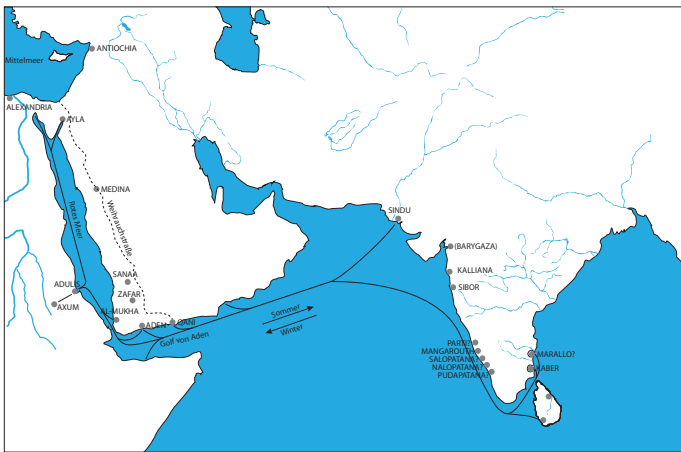 ANTIOCHIA
Mittelmeer
ALEXANDRIA
AYLA
MEDINA
Weihrauchstraße
Rotes Meer
SINDU
(BARYGAZA)
KALLIANA
SIBOR
SANAA
ADULIS
ZAFAR
AXUM
AL-MUKHA
ADEN
QANI
Golf von Aden
Sommer
Winter
PARTI?
MANGAROUTH
SALOPATANA?
NALOPATANA?
PUDAPATANA?
MARALLO?
KABER